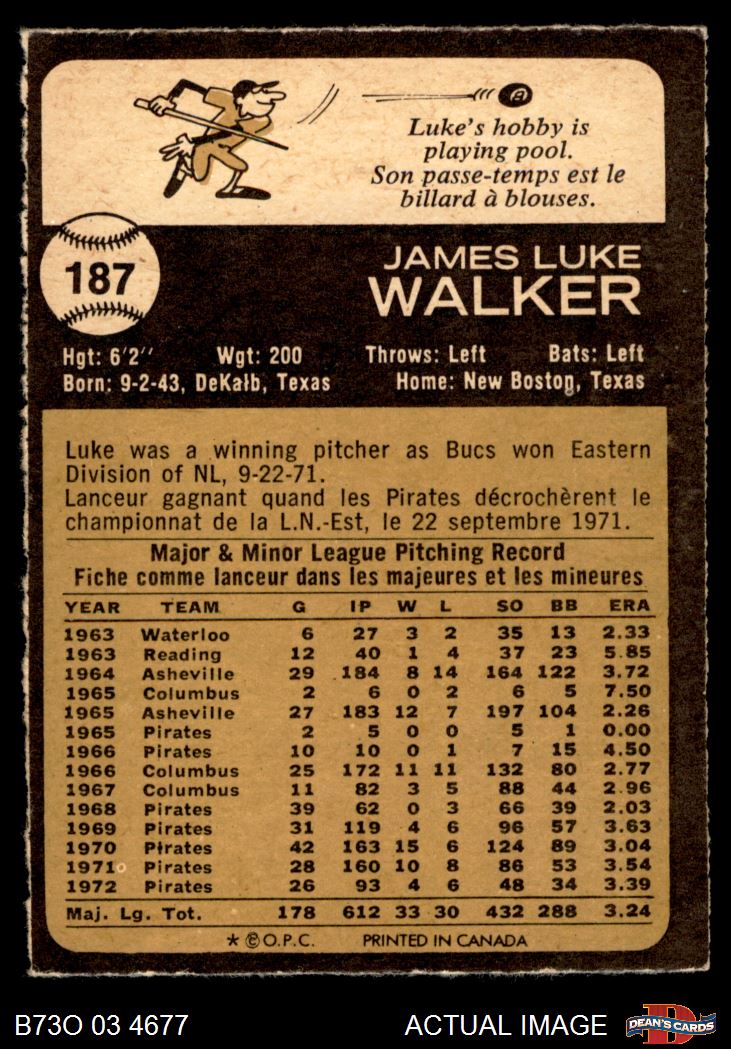 Luke's hobby is
playing pool.
Son passe-temps est le
billard à blouses.
8
187
JAMES LUKE
WALKER
Hgt: 6'2" Wgt: 200 Throws: Left Bats: Left
Born: 9-2-43, DeKalb, Texas Home: New Boston, Texas
Luke was a winning pitcher as Bucs won Eastern
Division of NL, 9-22-71.
Lanceur gagnant quand les Pirates décrochèrent le
championnat de la L.N.-Est, le 22 septembre 1971.
Major & Minor League Pitching Record
Fiche comme lanceur dans les majeures et les mineures
YEAR TEAM G IP W L SO BB ERA
1963 Waterloo 6 27 3 2 35 13 2.33
1963 Reading 12 40 1 4 37 23 5.85
1964 Asheville 29 184 8 14 164 122 3.72
1965 Columbus 2 6 0 2 6 5 7.50
1965 Asheville 27 183 12 7 197 104 2.26
1965 Pirates 2 5 0 0 5 1 0.00
1966 Pirates 10 10 0 1 7 15 4.50
1966 Columbus 25 172 11 11 132 80 2.77
1967 Columbus 11 82 3 5 88 44 2.96
1968 Pirates 39 62 0 3 66 39 2.03
1969 Pirates 31 119 4 6 96 57 3.63
1970 Pirates 42 163 15 6 124 89 3.04
1971 Pirates 28 160 10 8 86 53 3.54
1972 Pirates 26 93 4 6 48 34 3.39
Maj. Lg. Tot. 178 612 33 30 432 288 3.24
* © O.P.C. PRINTED IN CANADA
B73O 03 4677 ACTUAL IMAGE
DEAN'S CARDS